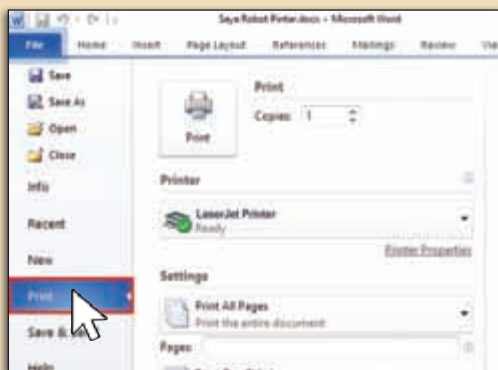 Saya Robot Pintar.docx - Microsoft Word
File Home Insert Page Layout References Mailings Review Vie
Save
Save As
Open
Close
Info
Recent
New
Print
Save &
Help
Print
Print
Copies: 1
Printer
LaserJet Printer
Ready
Printer Properties
Settings
Print All Pages
Print the entire document
Pages: